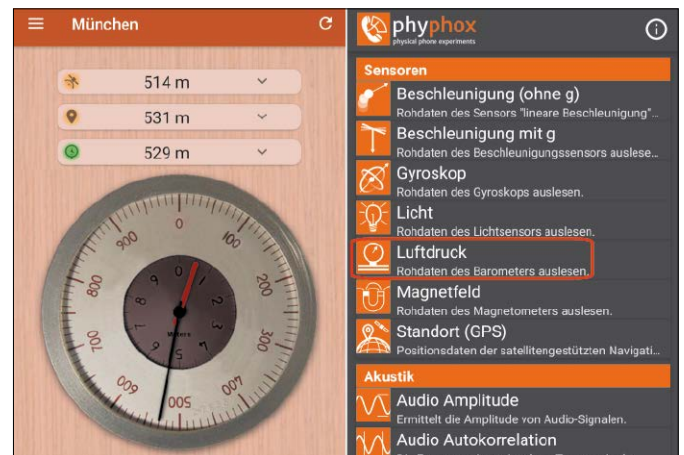 München
514 m
531 m
529 m
0
100
200
300
400
500
600
700
800
900
0
1
2
4
5
6
8
9
Meters
phyphox
physical phone experiments
Sensoren
Beschleunigung (ohne g)
Rohdaten des Sensors "lineare Beschleunigung"...
Beschleunigung mit g
Rohdaten des Beschleunigungssensors auslese...
Gyroskop
Rohdaten des Gyroskops auslesen.
Licht
Rohdaten des Lichtsensors auslesen.
Luftdruck
Rohdaten des Barometers auslesen.
Magnetfeld
Rohdaten des Magnetometers auslesen.
Standort (GPS)
Positionsdaten der satellitengestützten Navigati...
Akustik
Audio Amplitude
Ermittelt die Amplitude von Audio-Signalen.
Audio Autokorrelation